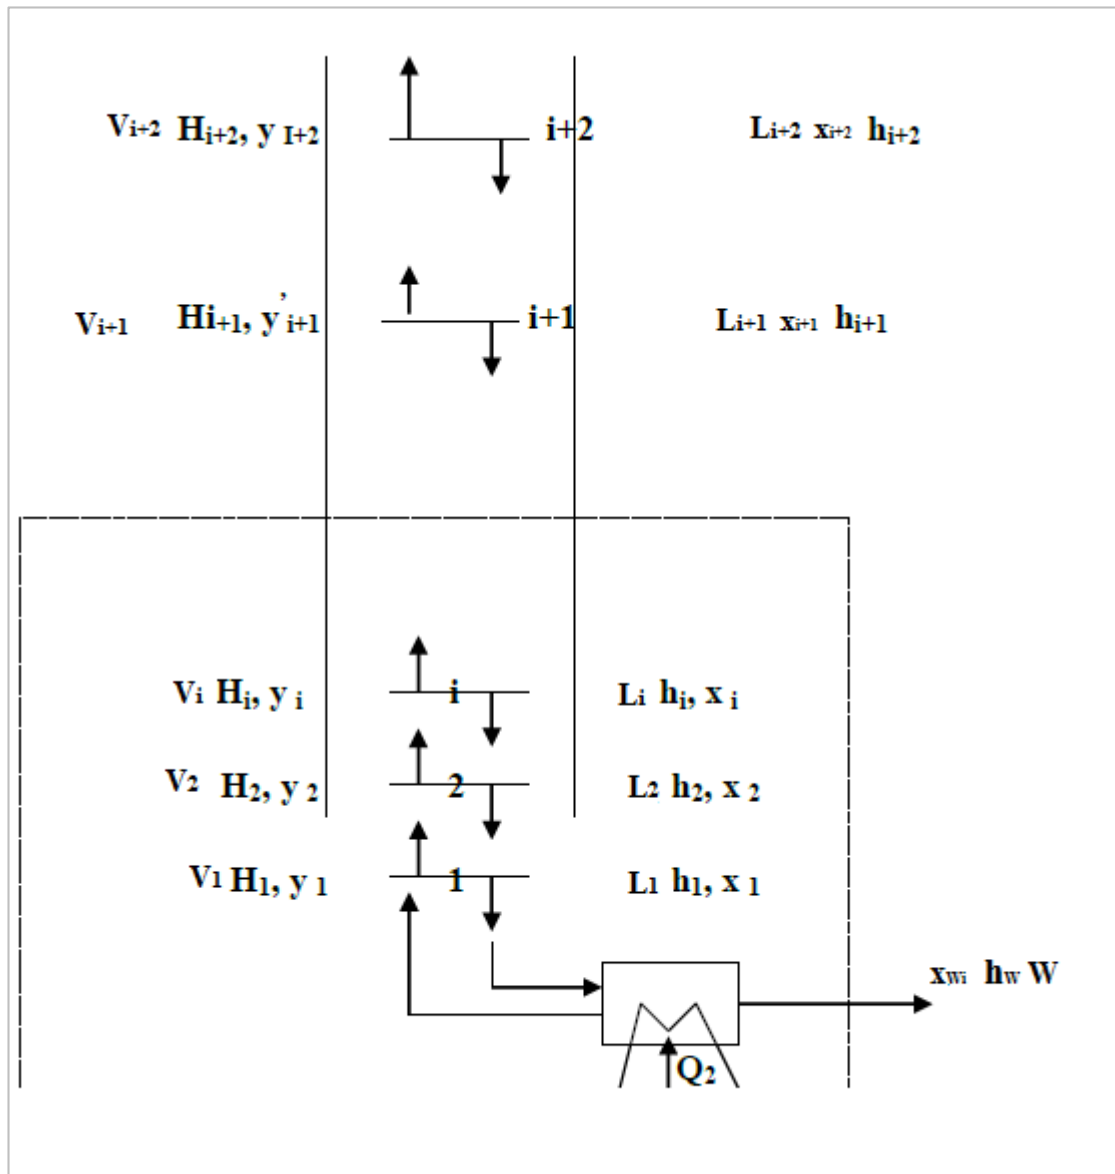 Vi+2 Hi+2, y I+2 i+2 Li+2 xi+2 hi+2
Vi+1 Hi+1, y'i+1 i+1 Li+1 xi+1 hi+1
Vi Hi, y i i Li hi, x i
V2 H2, y 2 2 L2 h2, x 2
V1 H1, y 1 1 L1 h1, x 1
xWi hW W
Q2